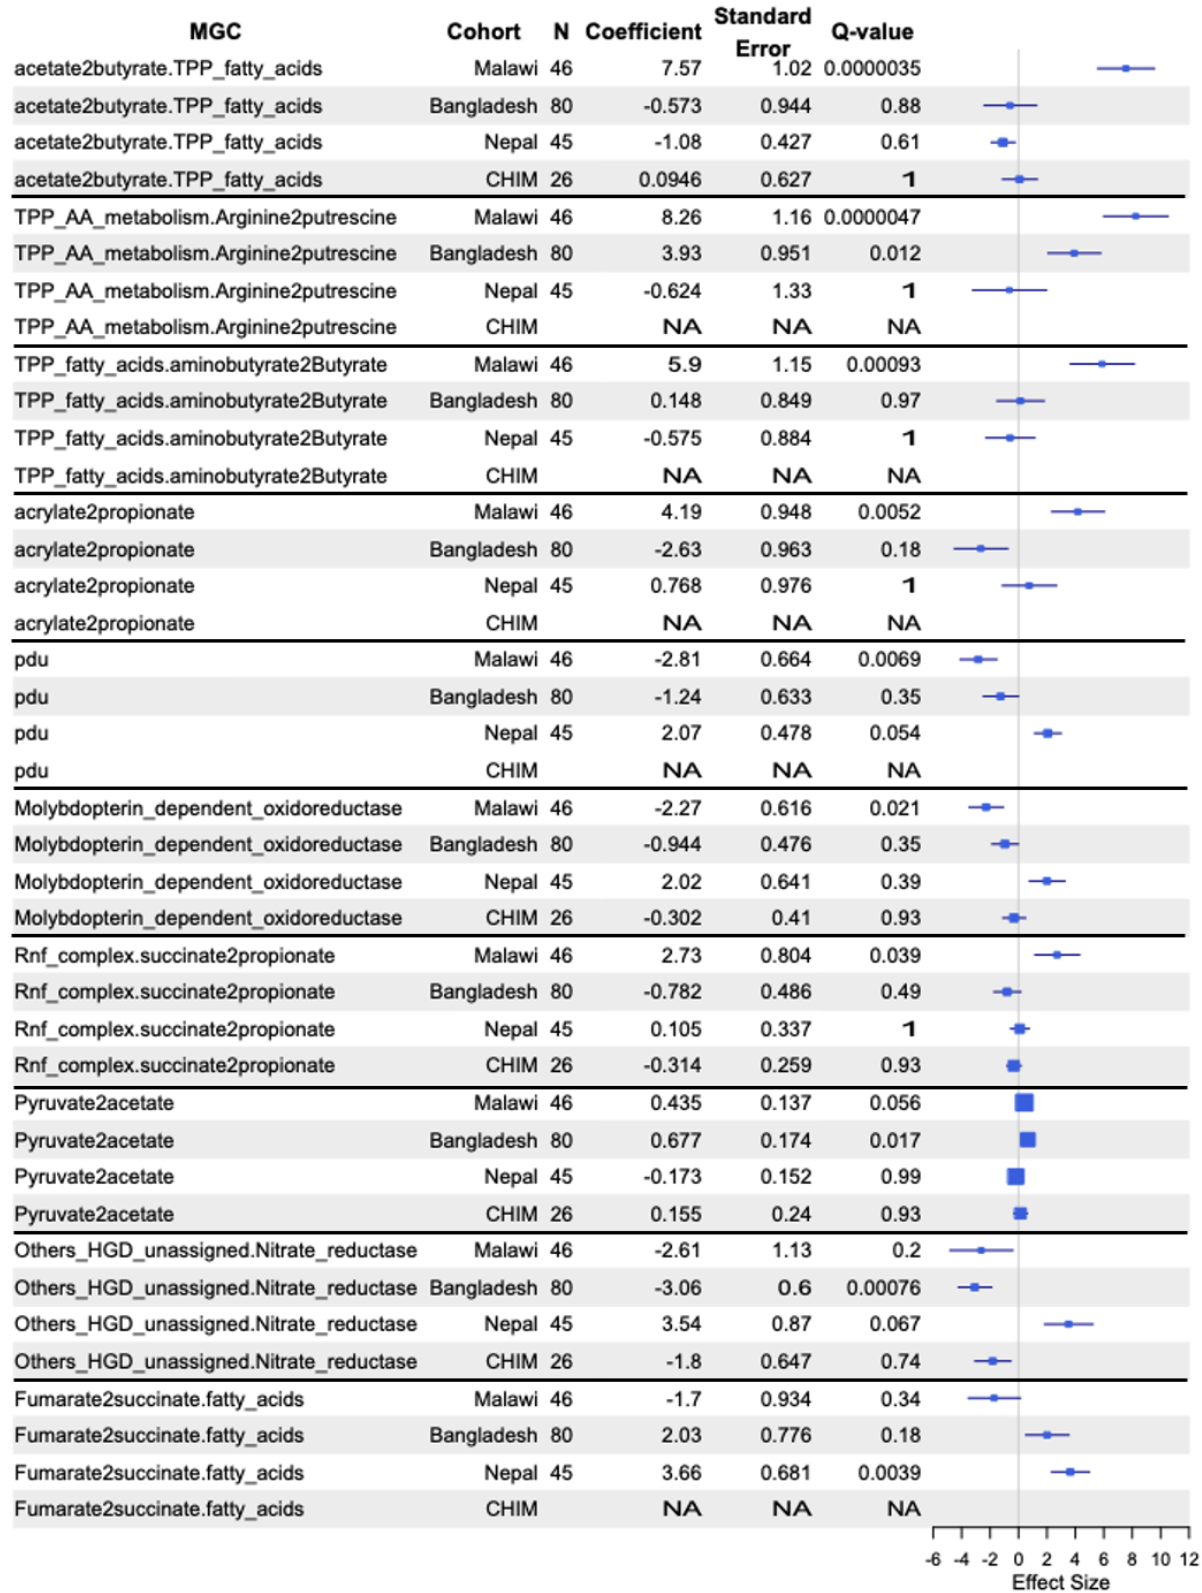 MGC Cohort N Coefficient Standard Error Q-value
acetate2butyrate.TPP_fatty_acids Malawi 46 7.57 1.02 0.0000035
acetate2butyrate.TPP_fatty_acids Bangladesh 80 -0.573 0.944 0.88
acetate2butyrate.TPP_fatty_acids Nepal 45 -1.08 0.427 0.61
acetate2butyrate.TPP_fatty_acids CHIM 26 0.0946 0.627 1
TPP_AA_metabolism.Arginine2putrescine Malawi 46 8.26 1.16 0.0000047
TPP_AA_metabolism.Arginine2putrescine Bangladesh 80 3.93 0.951 0.012
TPP_AA_metabolism.Arginine2putrescine Nepal 45 -0.624 1.33 1
TPP_AA_metabolism.Arginine2putrescine CHIM NA NA NA
TPP_fatty_acids.aminobutyrate2Butyrate Malawi 46 5.9 1.15 0.00093
TPP_fatty_acids.aminobutyrate2Butyrate Bangladesh 80 0.148 0.849 0.97
TPP_fatty_acids.aminobutyrate2Butyrate Nepal 45 -0.575 0.884 1
TPP_fatty_acids.aminobutyrate2Butyrate CHIM NA NA NA
acrylate2propionate Malawi 46 4.19 0.948 0.0052
acrylate2propionate Bangladesh 80 -2.63 0.963 0.18
acrylate2propionate Nepal 45 0.768 0.976 1
acrylate2propionate CHIM NA NA NA
pdu Malawi 46 -2.81 0.664 0.0069
pdu Bangladesh 80 -1.24 0.633 0.35
pdu Nepal 45 2.07 0.478 0.054
pdu CHIM NA NA NA
Molybdopterin_dependent_oxidoreductase Malawi 46 -2.27 0.616 0.021
Molybdopterin_dependent_oxidoreductase Bangladesh 80 -0.944 0.476 0.35
Molybdopterin_dependent_oxidoreductase Nepal 45 2.02 0.641 0.39
Molybdopterin_dependent_oxidoreductase CHIM 26 -0.302 0.41 0.93
Rnf_complex.succinate2propionate Malawi 46 2.73 0.804 0.039
Rnf_complex.succinate2propionate Bangladesh 80 -0.782 0.486 0.49
Rnf_complex.succinate2propionate Nepal 45 0.105 0.337 1
Rnf_complex.succinate2propionate CHIM 26 -0.314 0.259 0.93
Pyruvate2acetate Malawi 46 0.435 0.137 0.056
Pyruvate2acetate Bangladesh 80 0.677 0.174 0.017
Pyruvate2acetate Nepal 45 -0.173 0.152 0.99
Pyruvate2acetate CHIM 26 0.155 0.24 0.93
Others_HGD_unassigned.Nitrate_reductase Malawi 46 -2.61 1.13 0.2
Others_HGD_unassigned.Nitrate_reductase Bangladesh 80 -3.06 0.6 0.00076
Others_HGD_unassigned.Nitrate_reductase Nepal 45 3.54 0.87 0.067
Others_HGD_unassigned.Nitrate_reductase CHIM 26 -1.8 0.647 0.74
Fumarate2succinate.fatty_acids Malawi 46 -1.7 0.934 0.34
Fumarate2succinate.fatty_acids Bangladesh 80 2.03 0.776 0.18
Fumarate2succinate.fatty_acids Nepal 45 3.66 0.681 0.0039
Fumarate2succinate.fatty_acids CHIM NA NA NA
-6 -4 -2 0 2 4 6 8 10 12
Effect Size